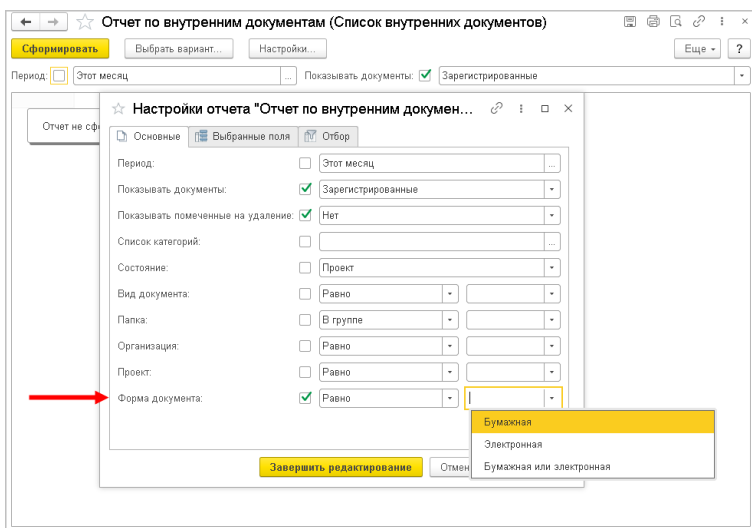 Отчет по внутренним документам (Список внутренних документов)
Сформировать Выбрать вариант... Настройки... Еще ?
Период: Этот месяц ... Показывать документы: Зарегистрированные
Отчет не сф
Настройки отчета "Отчет по внутренним докумен...
Основные Выбранные поля Отбор
Период: Этот месяц ...
Показывать документы: Зарегистрированные
Показывать помеченные на удаление: Нет
Список категорий: ...
Состояние: Проект
Вид документа: Равно
Папка: В группе
Организация: Равно
Проект: Равно
Форма документа: Равно
Бумажная
Электронная
Бумажная или электронная
Завершить редактирование Отмен